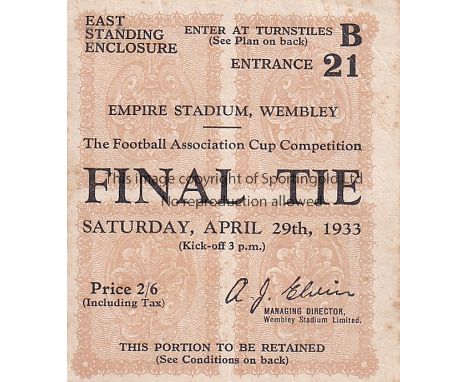 EAST
STANDING
ENCLOSURE
ENTER AT TURNSTILES B
(See Plan on back)
ENTRANCE 21
EMPIRE STADIUM, WEMBLEY
The Football Association Cup Competition
This image copyright of Sportingold Ltd
FINAL TIE
No reproduction allowed
SATURDAY, APRIL 29th, 1933
(Kick-off 3 p.m.)
Price 2/6
(Including Tax)
A. J. Elvin
MANAGING DIRECTOR,
Wembley Stadium Limited.
THIS PORTION TO BE RETAINED
(See Conditions on back)